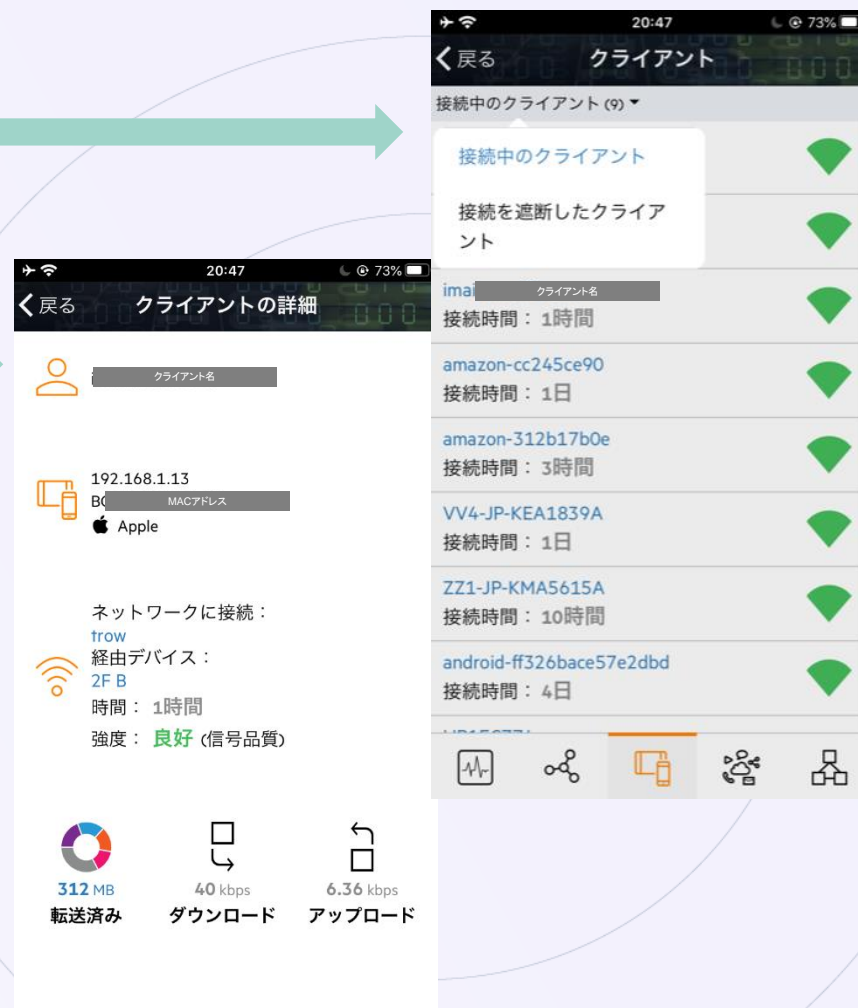 20:47
73%
戻る
クライアント
接続中のクライアント (9)
接続中のクライアント
接続を遮断したクライア
ント
imai
クライアント名
接続時間： 1時間
amazon-cc245ce90
接続時間： 1日
amazon-312b17b0e
接続時間： 3時間
VV4-JP-KEA1839A
接続時間： 1日
ZZ1-JP-KMA5615A
接続時間： 10時間
android-ff326bace57e2dbd
接続時間： 4日
20:47
73%
戻る
クライアントの詳細
クライアント名
192.168.1.13
MACアドレス
Apple
ネットワークに接続：
trow
経由デバイス：
2F B
時間： 1時間
強度： 良好 (信号品質)
312 MB
転送済み
40 kbps
ダウンロード
6.36 kbps
アップロード